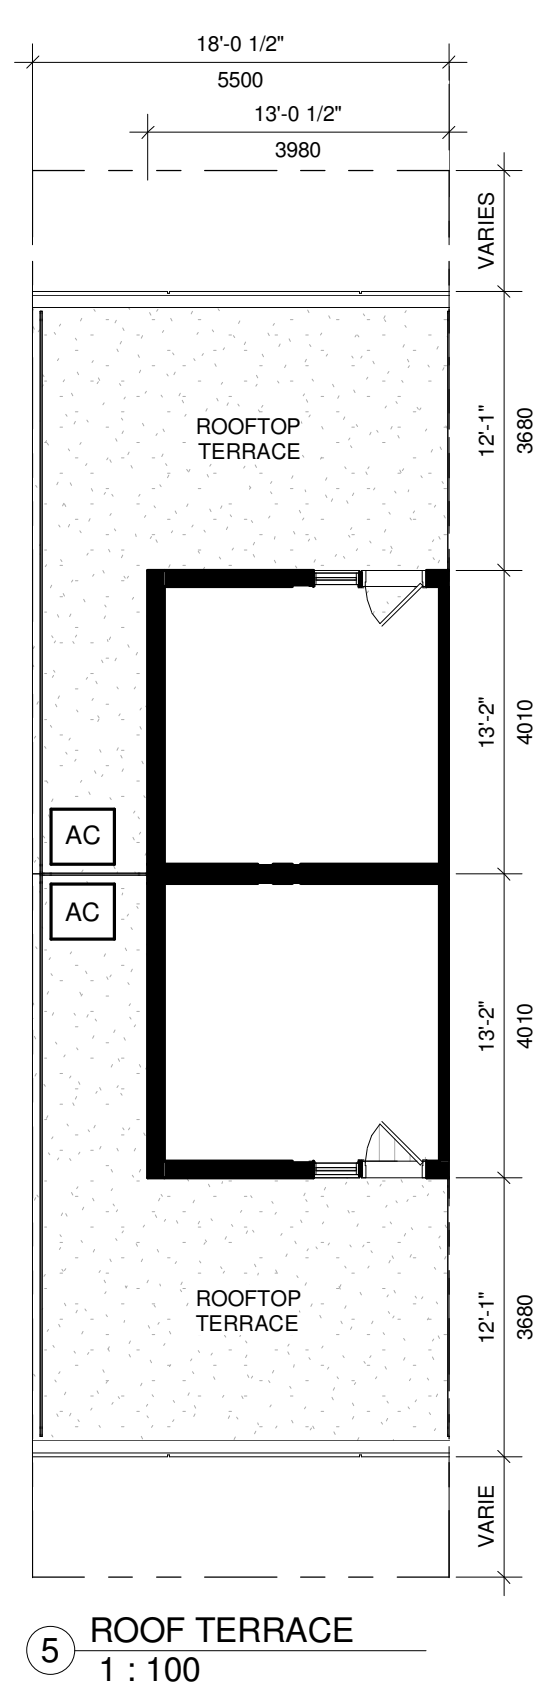 18'-0 1/2"
5500
13'-0 1/2"
3980
VARIES
12'-1"
3680
ROOFTOP
TERRACE
13'-2"
4010
AC
AC
13'-2"
4010
ROOFTOP
TERRACE
12'-1"
3680
VARIE
5
ROOF TERRACE
1 : 100